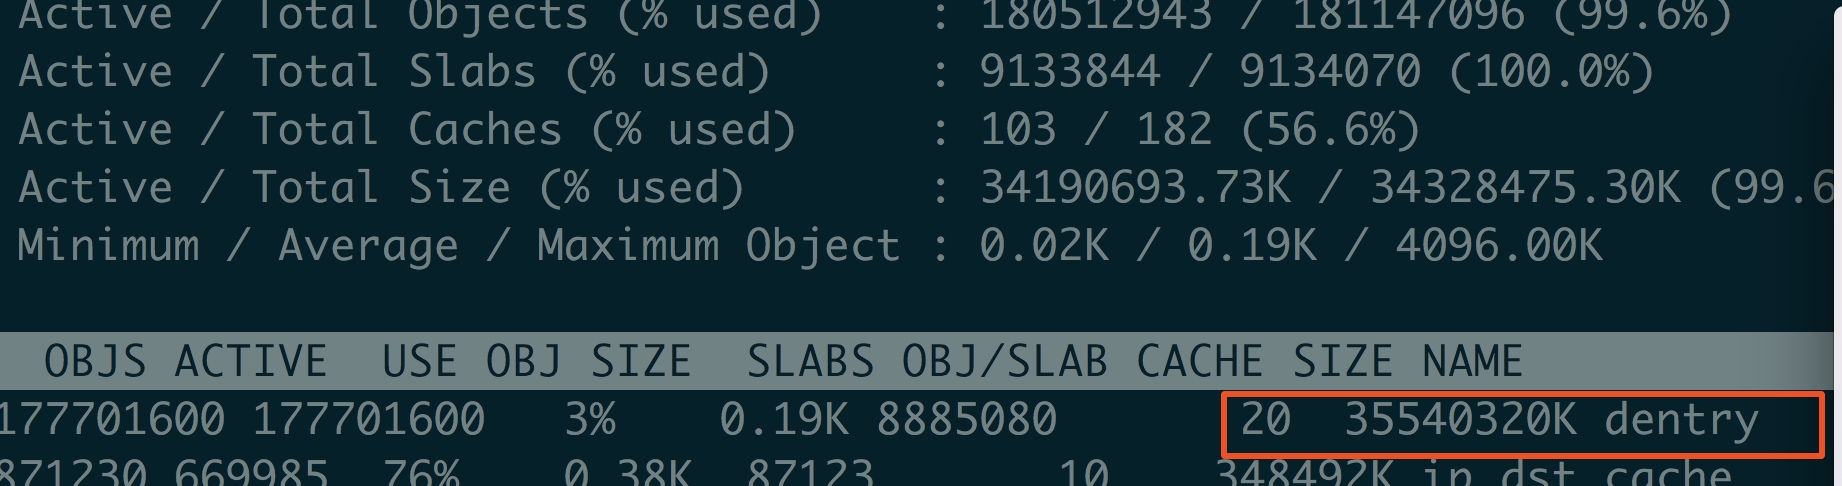 Active / Total Objects (% used) : 180512943 / 181147096 (99.6%)
Active / Total Slabs (% used) : 9133844 / 9134070 (100.0%)
Active / Total Caches (% used) : 103 / 182 (56.6%)
Active / Total Size (% used) : 34190693.73K / 34328475.30K (99.6
Minimum / Average / Maximum Object : 0.02K / 0.19K / 4096.00K
OBJS ACTIVE USE OBJ SIZE SLABS OBJ/SLAB CACHE SIZE NAME
177701600 177701600 3% 0.19K 8885080 20 35540320K dentry
871230 669985 76% 0.38K 87123 10 348492K ip_dst_cache